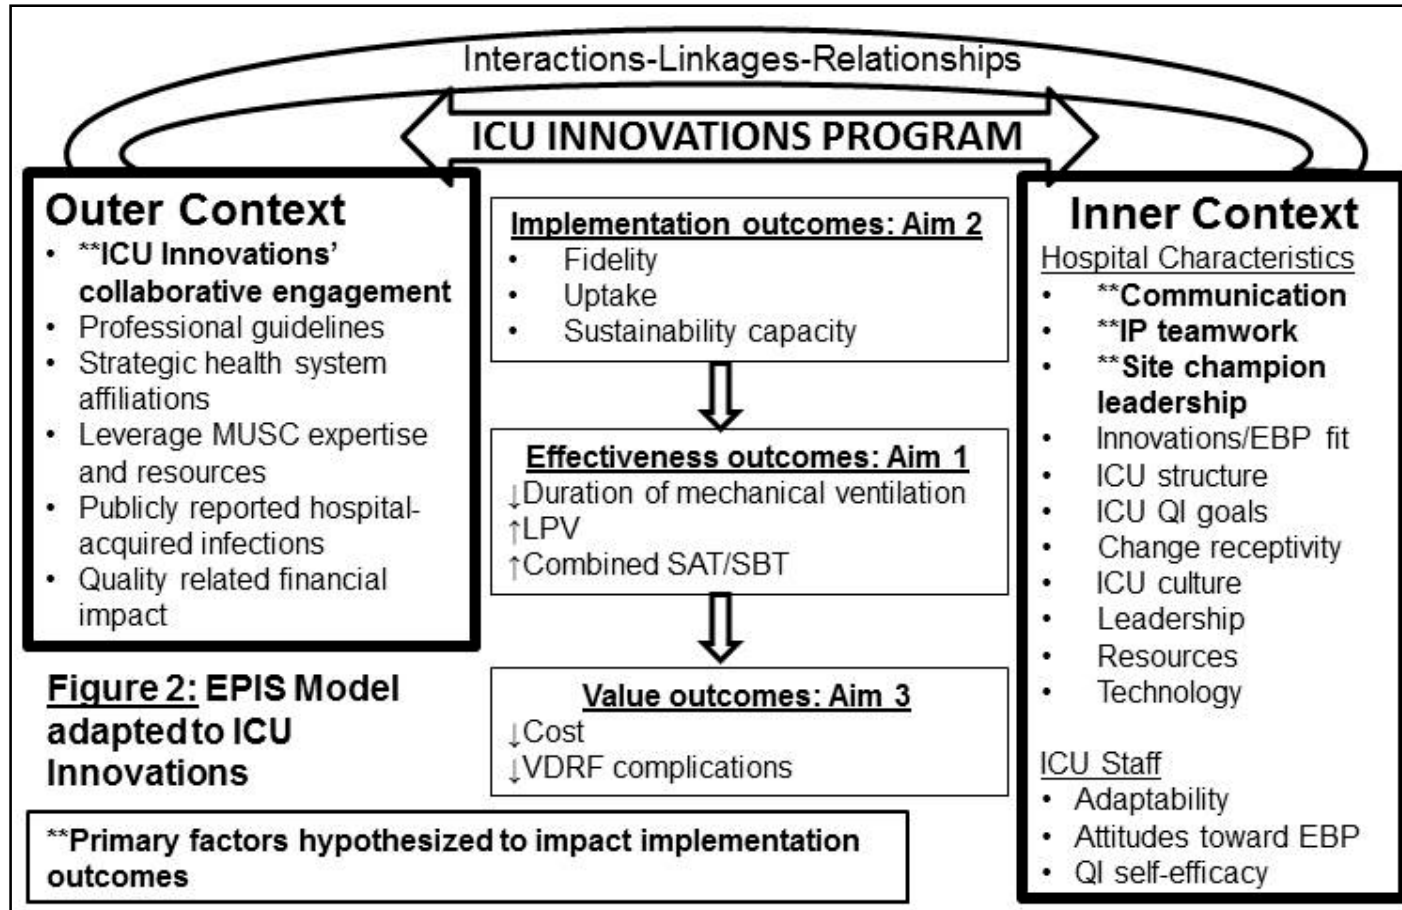 Interactions-Linkages-Relationships
ICU INNOVATIONS PROGRAM
Outer Context
• **ICU Innovations’
collaborative engagement
• Professional guidelines
• Strategic health system
affiliations
• Leverage MUSC expertise
and resources
• Publicly reported hospital-
acquired infections
• Quality related financial
impact
Figure 2: EPIS Model
adapted to ICU
Innovations
**Primary factors hypothesized to impact implementation
outcomes
Implementation outcomes: Aim 2
• Fidelity
• Uptake
• Sustainability capacity
Effectiveness outcomes: Aim 1
↓Duration of mechanical ventilation
↑LPV
↑Combined SAT/SBT
Value outcomes: Aim 3
↓Cost
↓VDRF complications
Inner Context
Hospital Characteristics
• **Communication
• **IP teamwork
• **Site champion
leadership
• Innovations/EBP fit
• ICU structure
• ICU QI goals
• Change receptivity
• ICU culture
• Leadership
• Resources
• Technology
ICU Staff
• Adaptability
• Attitudes toward EBP
• QI self-efficacy